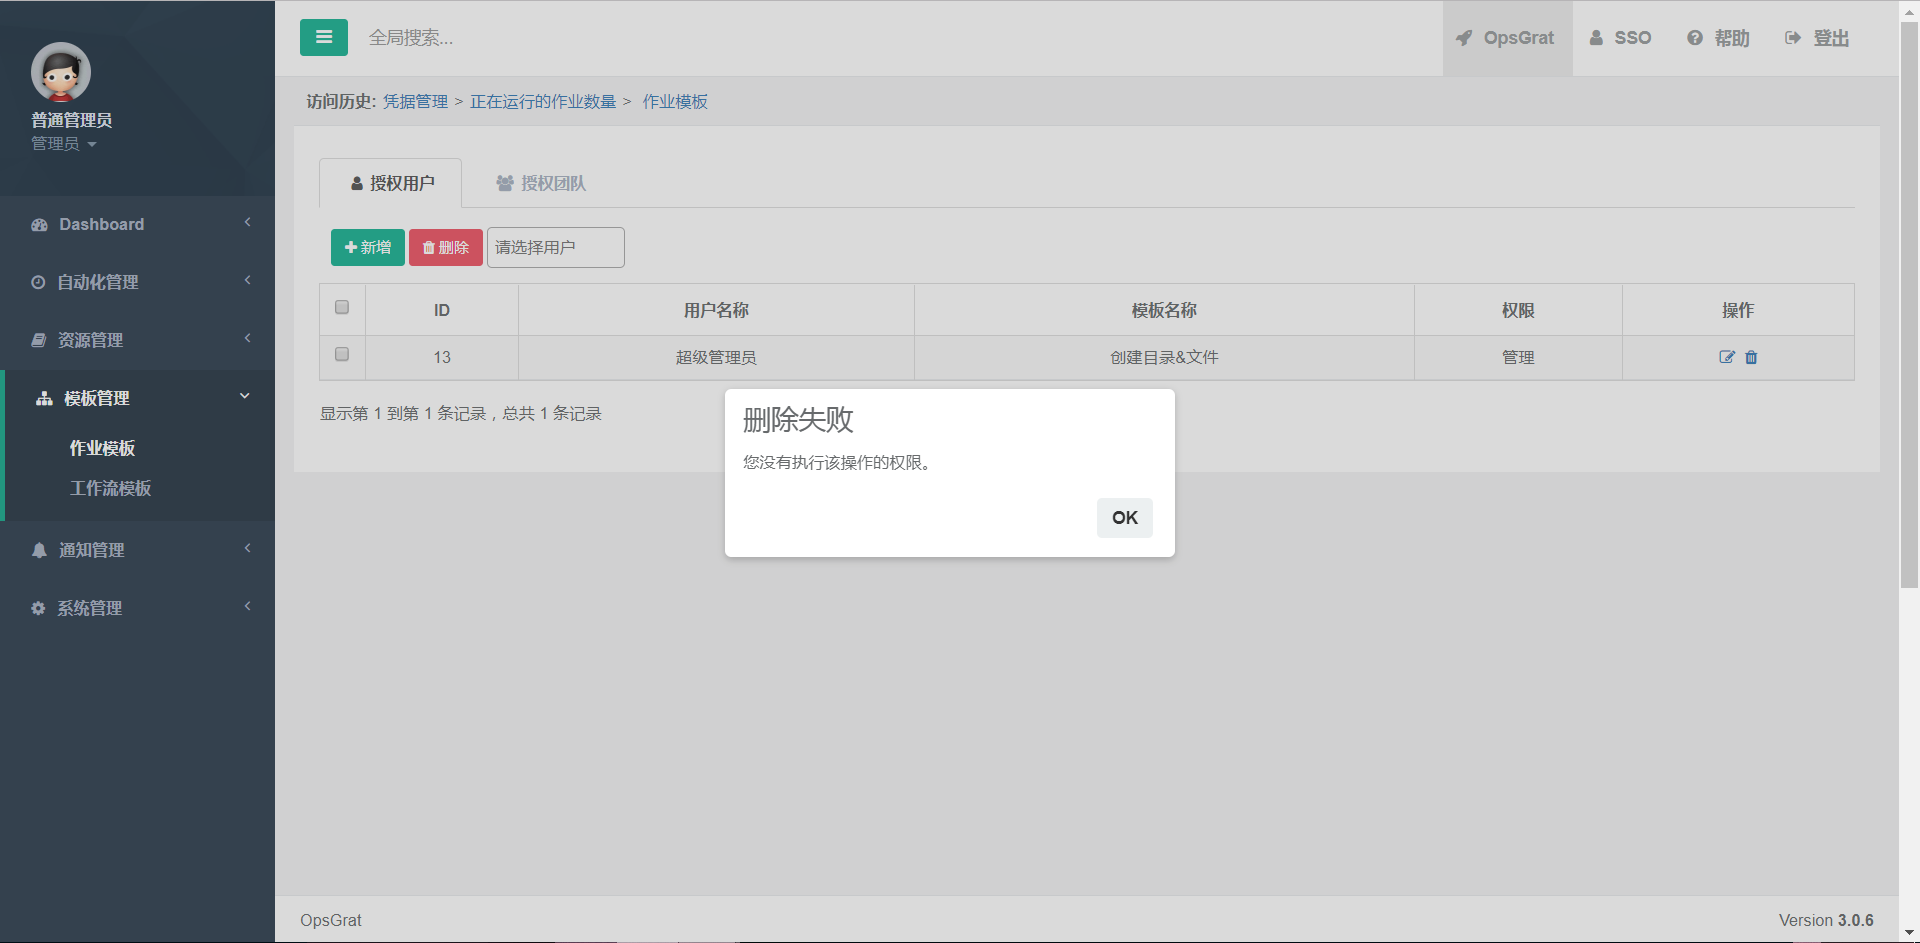 普通管理员
管理员
Dashboard
自动化管理
资源管理
模板管理
作业模板
工作流模板
通知管理
系统管理
全局搜索...
OpsGrat
SSO
帮助
登出
访问历史: 凭据管理 > 正在运行的作业数量 > 作业模板
授权用户 授权团队
新增 删除 请选择用户
ID 用户名称 模板名称 权限 操作
13 超级管理员 创建目录&文件 管理
显示第 1 到第 1 条记录，总共 1 条记录
删除失败
您没有执行该操作的权限。
OK
OpsGrat
Version 3.0.6